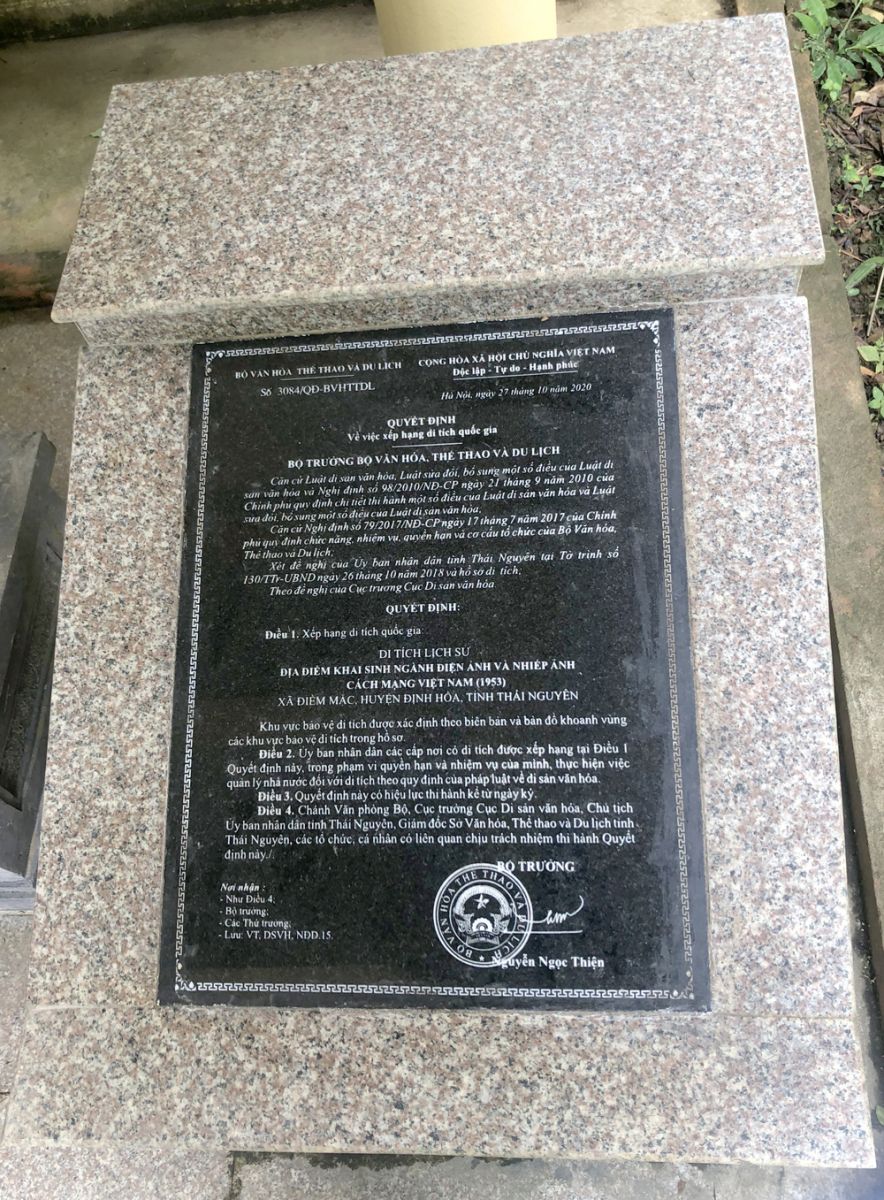 BỘ VĂN HÓA THỂ THAO VÀ DU LỊCH
CỘNG HÒA XÃ HỘI CHỦ NGHĨA VIỆT NAM
Độc lập - Tự do - Hạnh phúc
Số 3084/QĐ-BVHTTDL
Hà Nội, ngày 27 tháng 10 năm 2020
QUYẾT ĐỊNH
Về việc xếp hạng di tích quốc gia
BỘ TRƯỞNG BỘ VĂN HÓA, THỂ THAO VÀ DU LỊCH
Căn cứ Luật di sản văn hóa, Luật sửa đổi, bổ sung một số điều của Luật di
sản văn hóa và Nghị định số 98/2010/NĐ-CP ngày 21 tháng 9 năm 2010 của
Chính phủ quy định chi tiết thi hành một số điều của Luật di sản văn hóa và Luật
sửa đổi, bổ sung một số điều của Luật di sản văn hóa,
Căn cứ Nghị định số 79/2017/NĐ-CP ngày 17 tháng 7 năm 2017 của Chính
phủ quy định chức năng, nhiệm vụ, quyền hạn và cơ cấu tổ chức của Bộ Văn hóa,
Thể thao và Du lịch;
Xét đề nghị của Ủy ban nhân dân tỉnh Thái Nguyên tại Tờ trình số
130/TTr-UBND ngày 26 tháng 10 năm 2018 và hồ sơ di tích;
Theo đề nghị của Cục trưởng Cục Di sản văn hóa
QUYẾT ĐỊNH:
Điều 1. Xếp hạng di tích quốc gia:
DI TÍCH LỊCH SỬ
ĐỊA ĐIỂM KHAI SINH NGÀNH ĐIỆN ẢNH VÀ NHIẾP ẢNH
CÁCH MẠNG VIỆT NAM (1953)
XÃ ĐIỀM MẶC, HUYỆN ĐỊNH HÓA, TỈNH THÁI NGUYÊN
Khu vực bảo vệ di tích được xác định theo biên bản và bản đồ khoanh vùng
các khu vực bảo vệ di tích trong hồ sơ.
Điều 2. Ủy ban nhân dân các cấp nơi có di tích được xếp hạng tại Điều 1
Quyết định này, trong phạm vi quyền hạn và nhiệm vụ của mình, thực hiện việc
quản lý nhà nước đối với di tích theo quy định của pháp luật về di sản văn hóa.
Điều 3. Quyết định này có hiệu lực thi hành kể từ ngày ký.
Điều 4. Chánh Văn phòng Bộ, Cục trưởng Cục Di sản văn hóa, Chủ tịch
Ủy ban nhân dân tỉnh Thái Nguyên, Giám đốc Sở Văn hóa, Thể thao và Du lịch tỉnh
Thái Nguyên, các tổ chức, cá nhân có liên quan chịu trách nhiệm thi hành Quyết
định này./.
BỘ TRƯỞNG
Nơi nhận :
- Như Điều 4;
- Bộ trưởng;
- Các Thứ trưởng;
- Lưu: VT, DSVH, NĐD.15.
BỘ VĂN HÓA THỂ THAO VÀ DU LỊCH
Nguyễn Ngọc Thiện